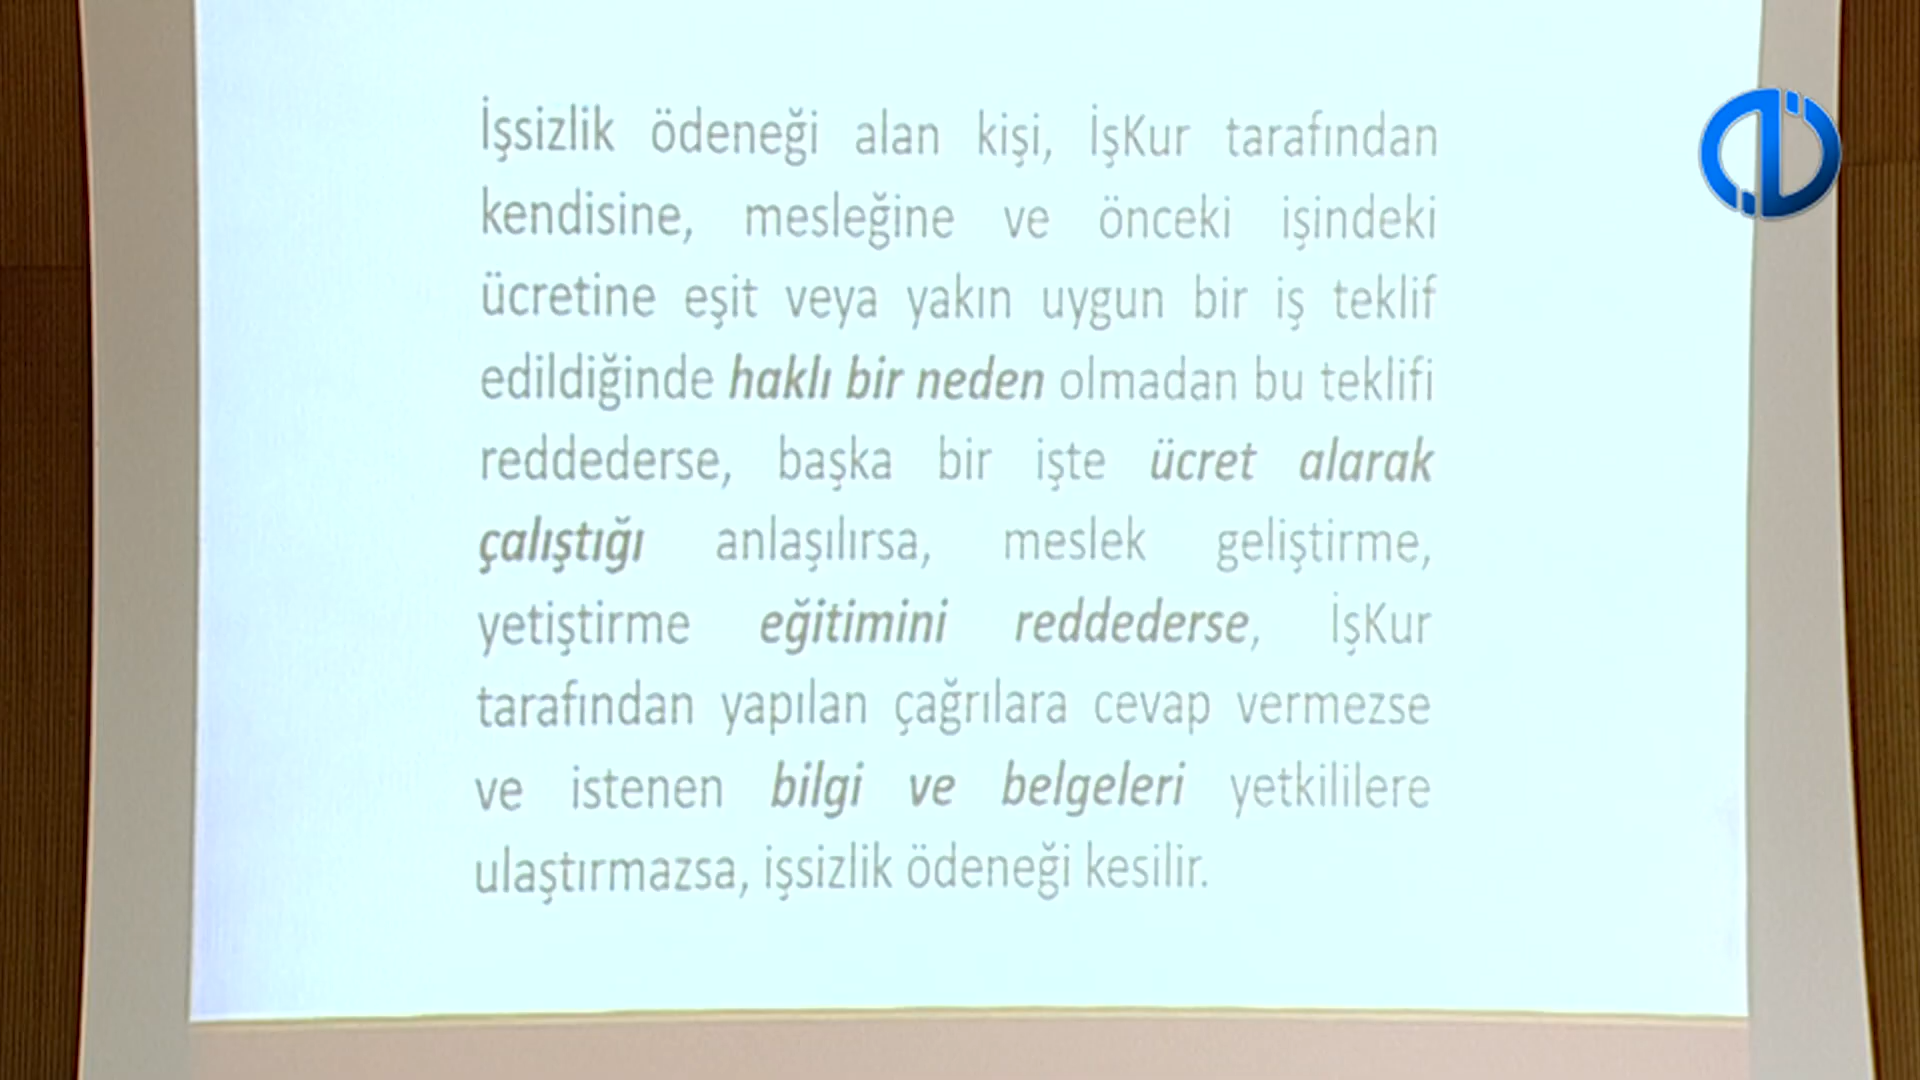 İşsizlik ödeneği alan kişi, İşKur tarafından
kendisine, mesleğine ve önceki işindeki
ücretine eşit veya yakın uygun bir iş teklif
edildiğinde haklı bir neden olmadan bu teklifi
reddederse, başka bir işte ücret alarak
çalıştığı anlaşılırsa, meslek geliştirme,
yetiştirme eğitimini reddederse, İşKur
tarafından yapılan çağrılara cevap vermezse
ve istenen bilgi ve belgeleri yetkililere
ulaştırmazsa, işsizlik ödeneği kesilir.